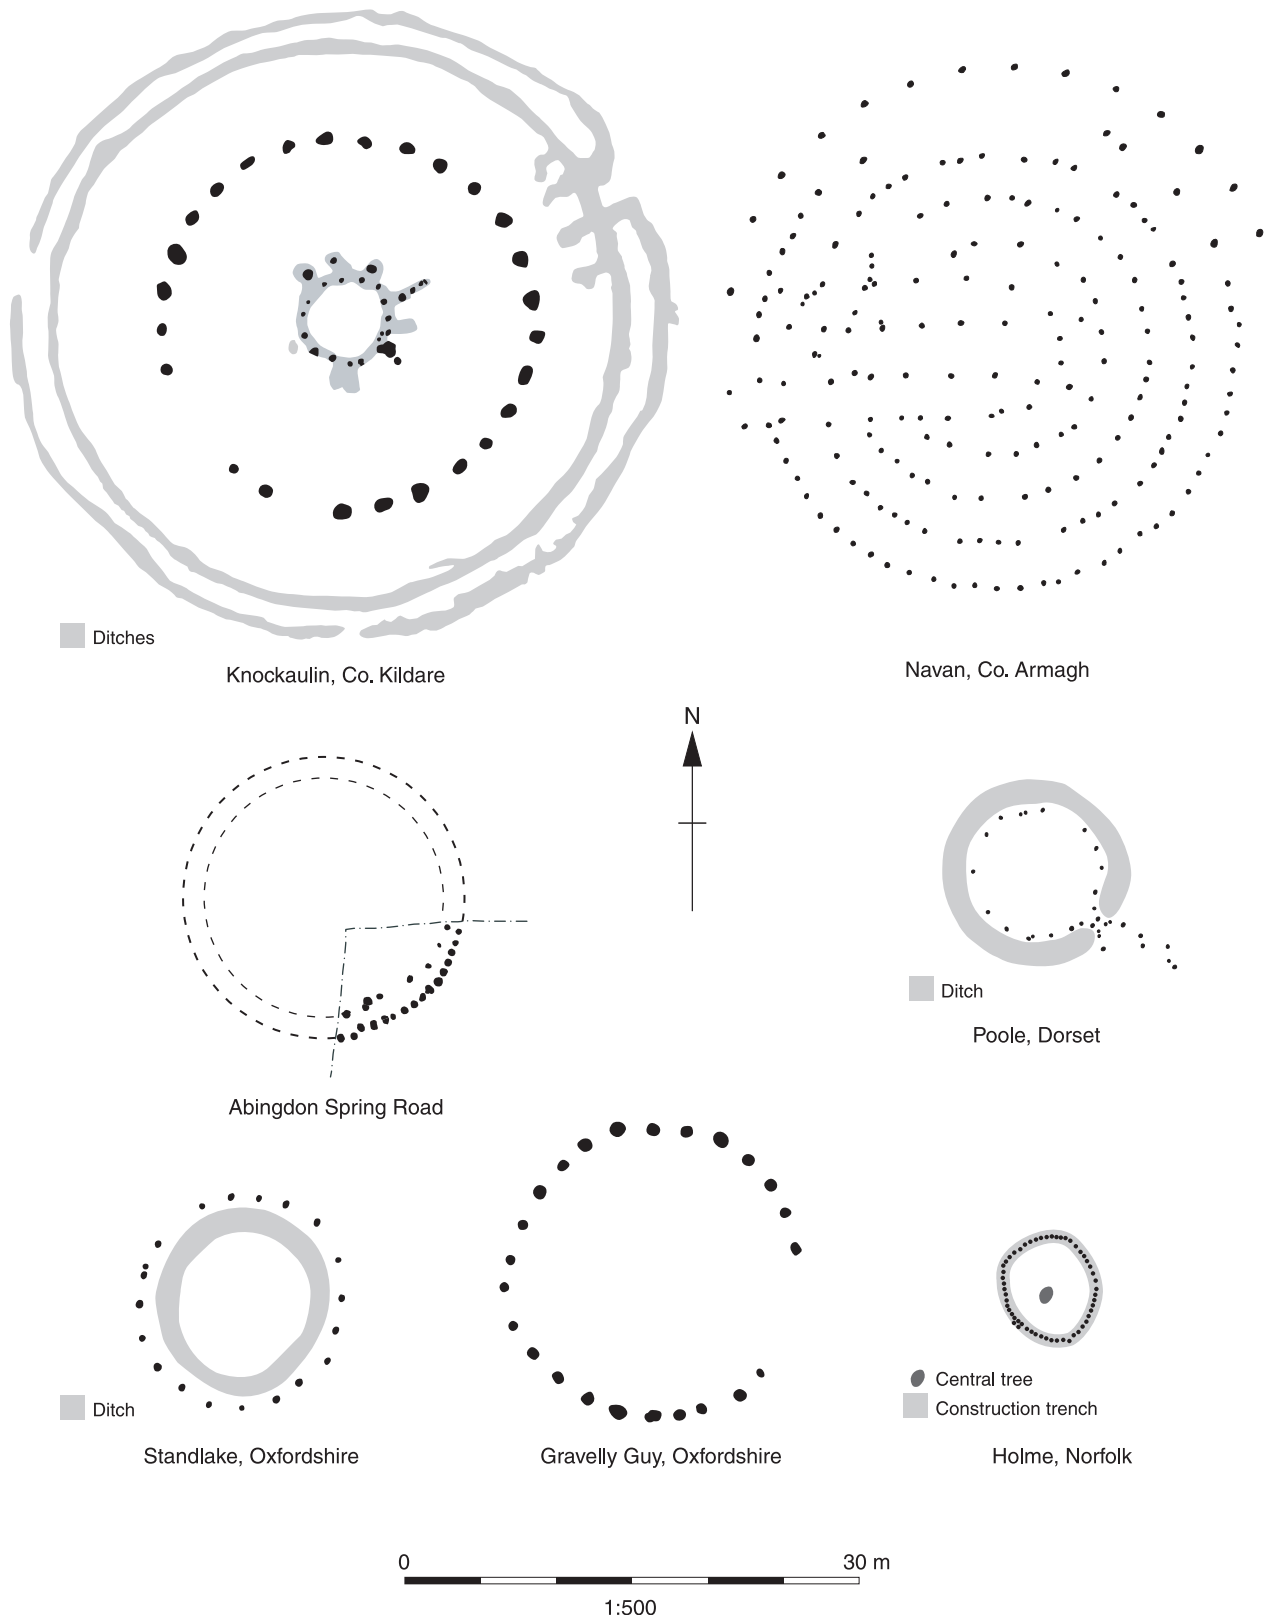 Ditches
Knockaulin, Co. Kildare
Navan, Co. Armagh
N
Ditch
Poole, Dorset
Abingdon Spring Road
Ditch
Standlake, Oxfordshire
Gravelly Guy, Oxfordshire
Central tree
Construction trench
Holme, Norfolk
0 30 m
1:500